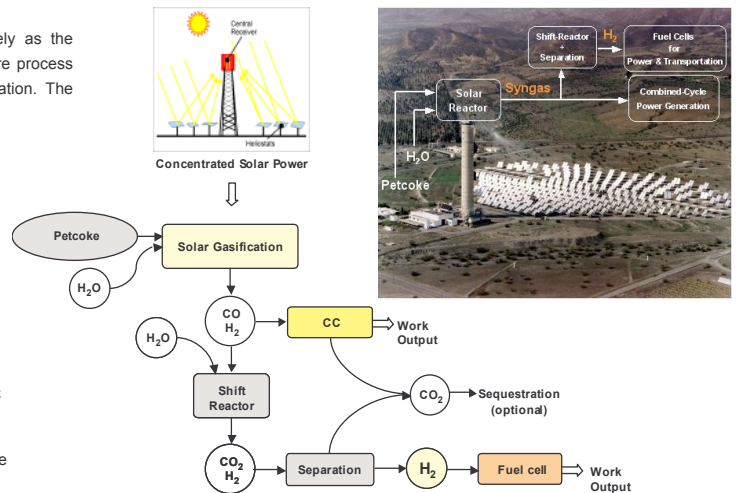 ely as the
re process
ation. The
Central
Receiver
Heliostats
Concentrated Solar Power
Shift-Reactor
+
Separation
H2
Fuel Cells
for
Power & Transportation
Solar
Reactor
Syngas
Combined-Cycle
Power Generation
H2O
Petcoke
Petcoke
Solar Gasification
H2O
CO
H2
CC
Work
Output
H2O
Shift
Reactor
CO2
Sequestration
(optional)
e
CO2
H2
Separation
H2
Fuel cell
Work
Output